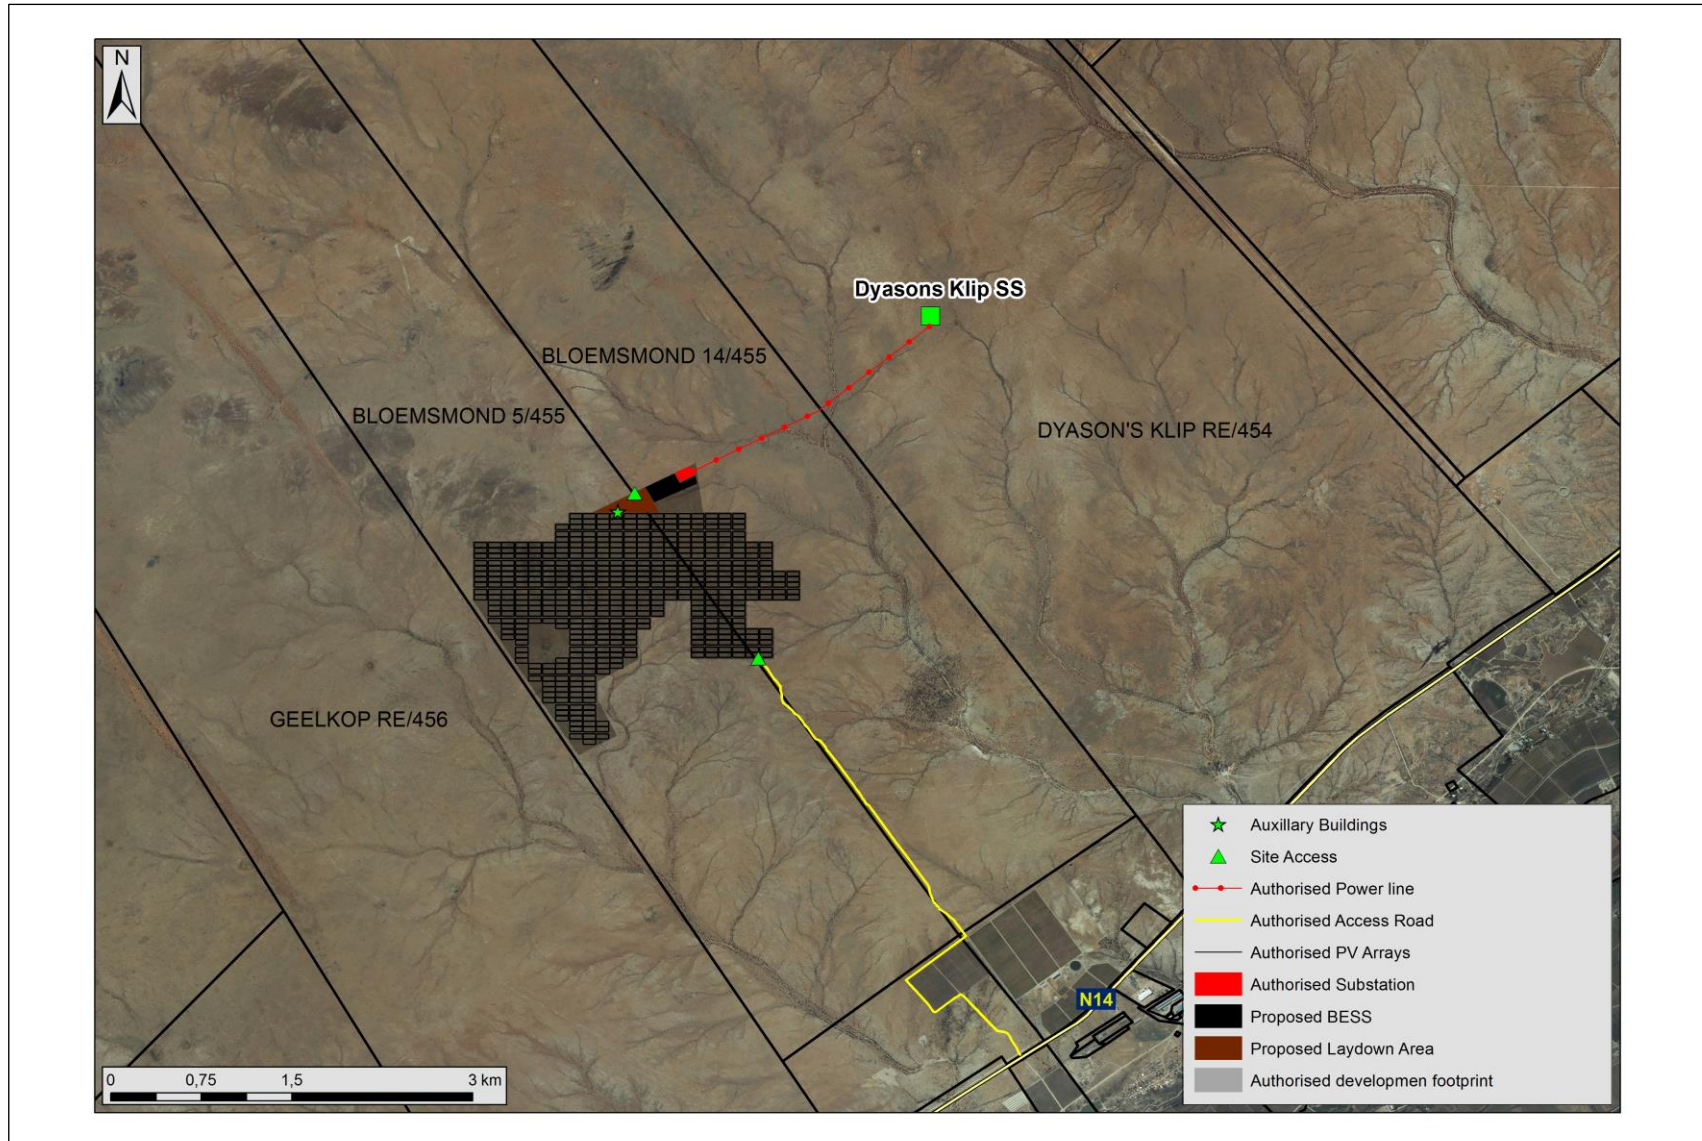 N
Dyasons Klip SS
BLOEMSMOND 14/455
BLOEMSMOND 5/455
DYASON'S KLIP RE/454
GEELKOP RE/456
N14
Auxillary Buildings
Site Access
Authorised Power line
Authorised Access Road
Authorised PV Arrays
Authorised Substation
Proposed BESS
Proposed Laydown Area
Authorised developmen footprint
0 0,75 1,5 3 km